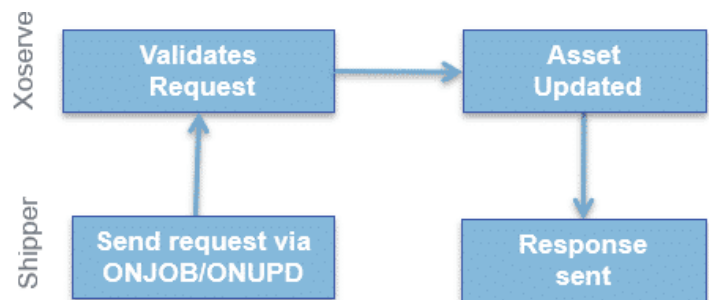 Xoserve
Validates
Request
Asset
Updated
Shipper
Send request via
ONJOB/ONUPD
Response
sent